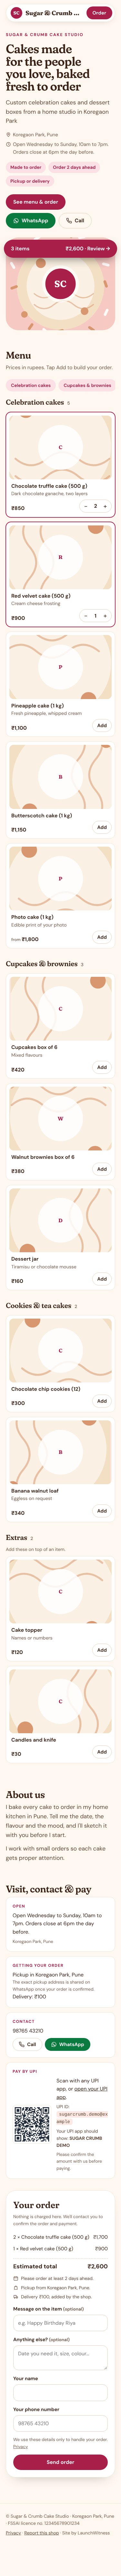 SC Sugar & Crumb ... Order
SUGAR & CRUMB CAKE STUDIO
Cakes made
for the people
you love, baked
fresh to order
Custom celebration cakes and dessert
boxes from a home studio in Koregaon
Park
Koregaon Park, Pune
Open Wednesday to Sunday, 10am to 7pm.
Orders close at 6pm the day before.
Made to order
Order 2 days ahead
Pickup or delivery
See menu & order
WhatsApp
Call
3 items
₹2,600 · Review →
SC
Menu
Prices in rupees. Tap Add to build your order.
Celebration cakes
Cupcakes & brownies
Celebration cakes 5
C
Chocolate truffle cake (500 g)
Dark chocolate ganache, two layers
₹850
− 2 +
R
Red velvet cake (500 g)
Cream cheese frosting
₹900
− 1 +
P
Pineapple cake (1 kg)
Fresh pineapple, whipped cream
₹1,100
Add
B
Butterscotch cake (1 kg)
₹1,150
Add
P
Photo cake (1 kg)
Edible print of your photo
from ₹1,800
Add
Cupcakes & brownies 3
C
Cupcakes box of 6
Mixed flavours
₹420
Add
W
Walnut brownies box of 6
₹380
Add
D
Dessert jar
Tiramisu or chocolate mousse
₹160
Add
Cookies & tea cakes 2
C
Chocolate chip cookies (12)
₹300
Add
B
Banana walnut loaf
Eggless on request
₹340
Add
Extras 2
Add these on top of an item.
C
Cake topper
Names or numbers
₹120
Add
C
Candles and knife
₹30
Add
About us
I bake every cake to order in my home
kitchen in Pune. Tell me the date, the
flavour and the mood, and I'll sketch it
with you before I start.
I work with small orders so each cake
gets proper attention.
Visit, contact & pay
OPEN
Open Wednesday to Sunday, 10am to
7pm. Orders close at 6pm the day
before.
Koregaon Park, Pune
GETTING YOUR ORDER
Pickup in Koregaon Park, Pune
The exact pickup address is shared on
WhatsApp once your order is confirmed.
Delivery: ₹100
CONTACT
98765 43210
Call
WhatsApp
PAY BY UPI
Scan with any UPI
app, or open your UPI
app.
UPI ID:
sugarcrumb.demo@ex
ample
Your UPI app should
show: SUGAR CRUMB
DEMO
Please confirm the
amount with us before
paying.
Your order
Nothing is charged here. We'll contact you to
confirm the order and payment.
2 × Chocolate truffle cake (500 g) ₹1,700
1 × Red velvet cake (500 g) ₹900
Estimated total ₹2,600
Please order at least 2 days ahead.
Pickup from Koregaon Park, Pune.
Delivery ₹100, added by the shop
Message on the item (optional)
e.g. Happy Birthday Riya
Anything else? (optional)
Date you need it, size, colour...
Your name
Your phone number
98765 43210
We use these details only to handle your order.
Privacy
Send order
© Sugar & Crumb Cake Studio · Koregaon Park, Pune
· FSSAI licence no. 12345678901234
Privacy · Report this shop · Site by LaunchWillness